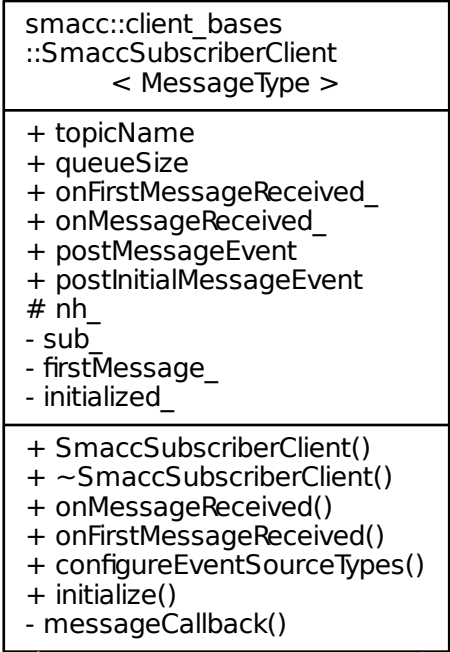 smacc::client_bases
::SmaccSubscriberClient
< MessageType >
+ topicName
+ queueSize
+ onFirstMessageReceived_
+ onMessageReceived_
+ postMessageEvent
+ postInitialMessageEvent
# nh_
- sub_
- firstMessage_
- initialized_
+ SmaccSubscriberClient()
+ ~SmaccSubscriberClient()
+ onMessageReceived()
+ onFirstMessageReceived()
+ configureEventSourceTypes()
+ initialize()
- messageCallback()